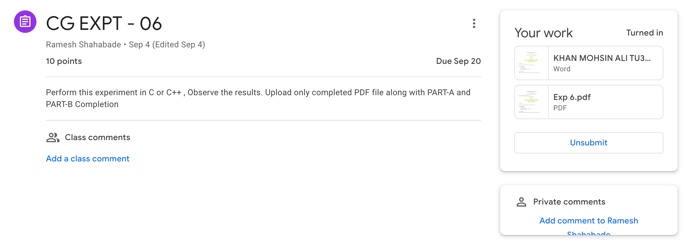 CG EXPT - 06
Ramesh Shahabade • Sep 4 (Edited Sep 4)
10 points
Due Sep 20
Perform this experiment in C or C++ , Observe the results. Upload only completed PDF file along with PART-A and
PART-B Completion
Class comments
Add a class comment
Your work
Turned in
KHAN MOHSIN ALI TU3...
Word
Exp 6.pdf
PDF
Unsubmit
Private comments
Add comment to Ramesh
Shahabade